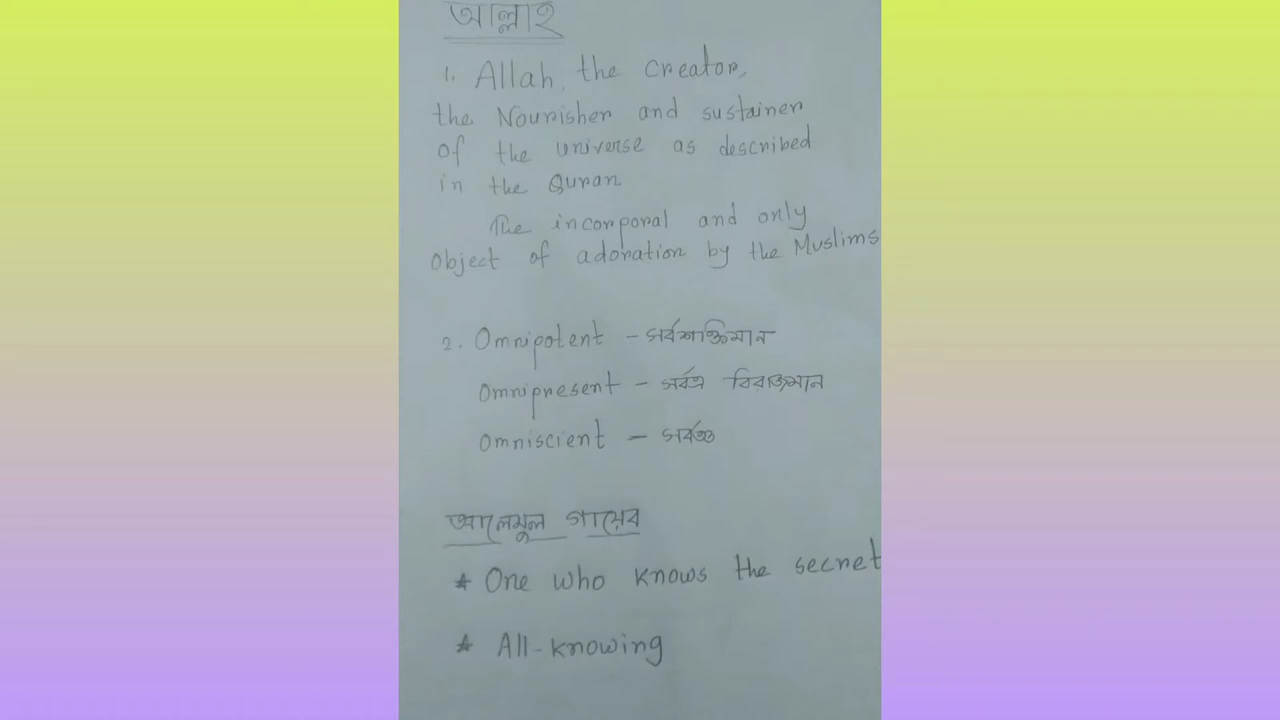 আল্লাহ
1. Allah, the Creator,
the Nourisher and sustainer
of the universe as described
in the Quran
The incorporal and only
object of adoration by the Muslims
2. Omnipotent - সর্বশক্তিমান
Omnipresent - সর্বত্র বিরাজমান
Omniscient - সর্বজ্ঞ
আলেমুল গায়েব
* One who knows the secret
* All-knowing